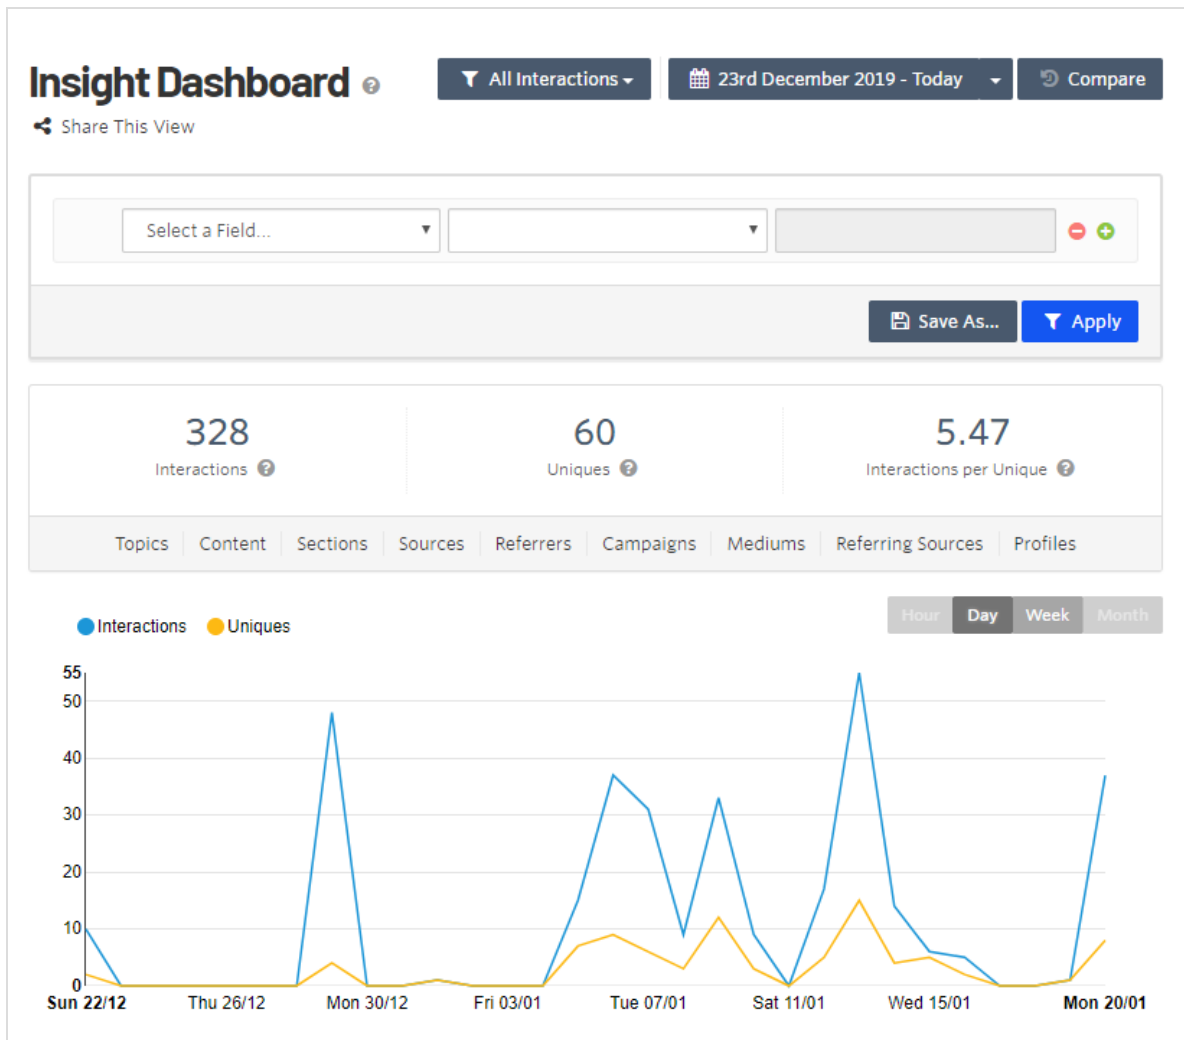 Insight Dashboard ?
All Interactions
23rd December 2019 - Today
Compare
Share This View
Select a Field...
Save As...
Apply
328
Interactions ?
60
Uniques ?
5.47
Interactions per Unique ?
Topics Content Sections Sources Referrers Campaigns Mediums Referring Sources Profiles
Interactions Uniques
Hour Day Week Month
55
50
40
30
20
10
0
Sun 22/12 Thu 26/12 Mon 30/12 Fri 03/01 Tue 07/01 Sat 11/01 Wed 15/01 Mon 20/01